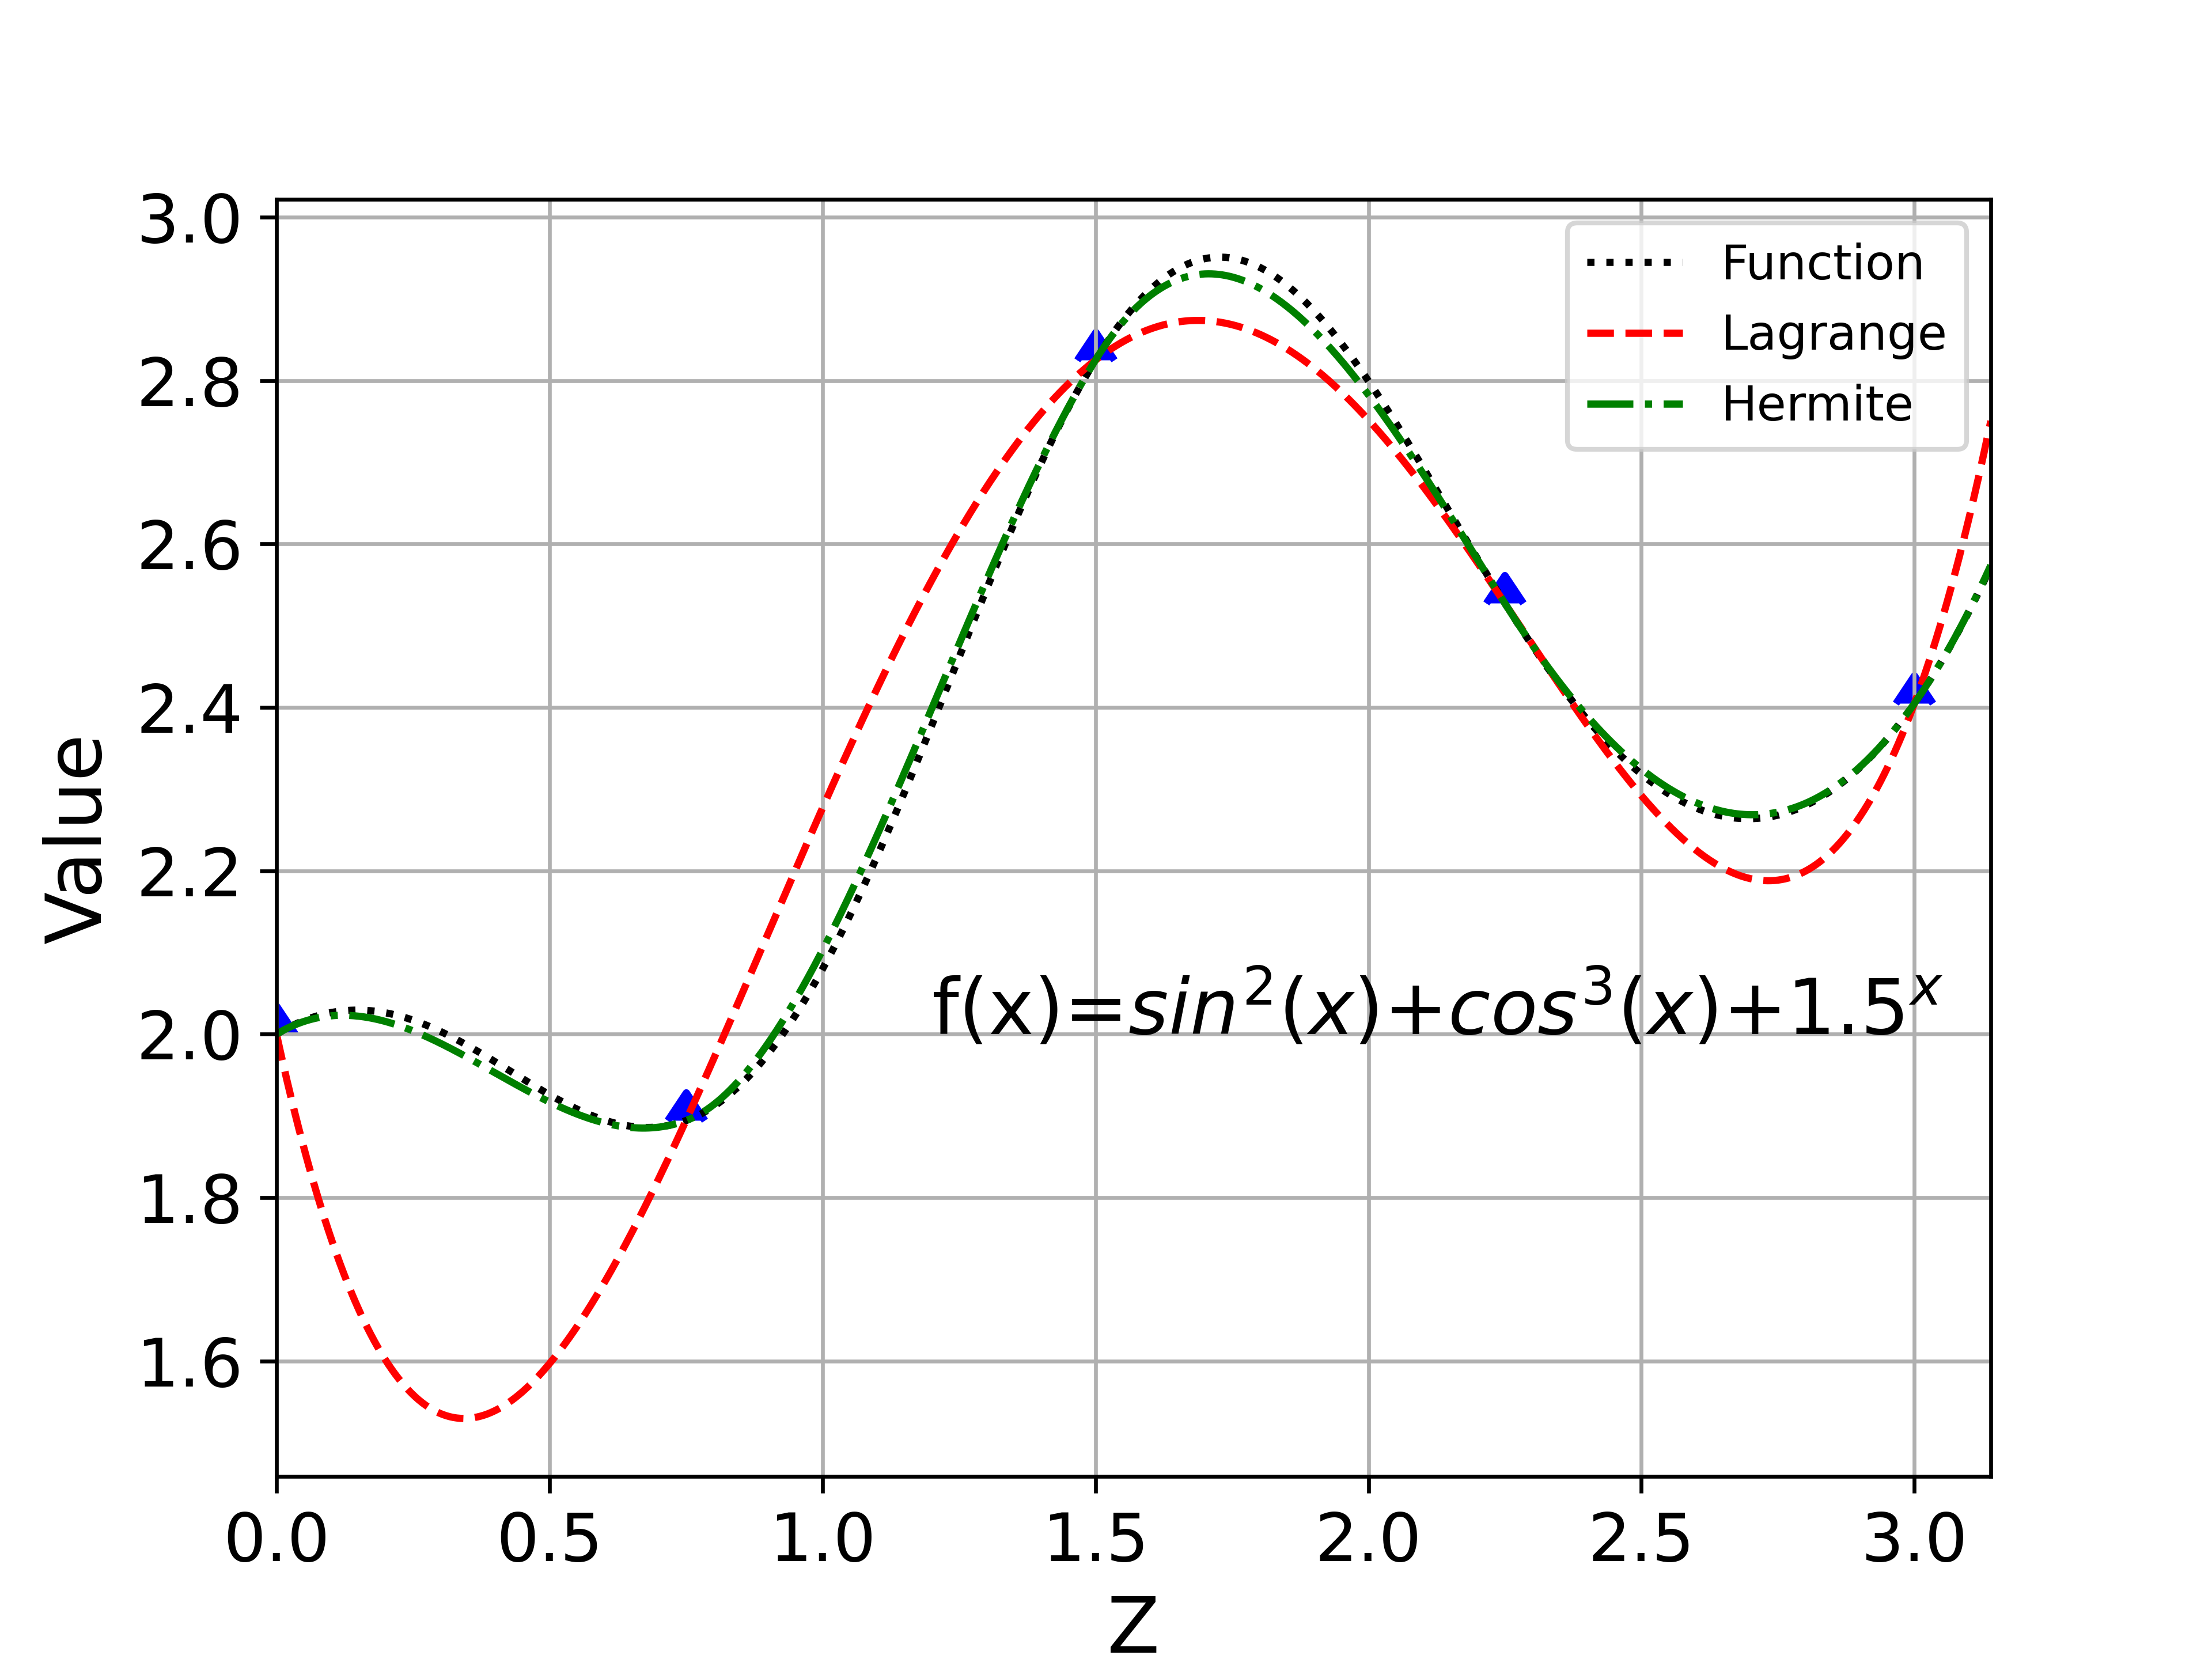 3.0
2.8
2.6
2.4
2.2
2.0
1.8
1.6
Value
Function
Lagrange
Hermite
f(x)=sin²(x)+cos³(x)+1.5ˣ
0.0 0.5 1.0 1.5 2.0 2.5 3.0
Z